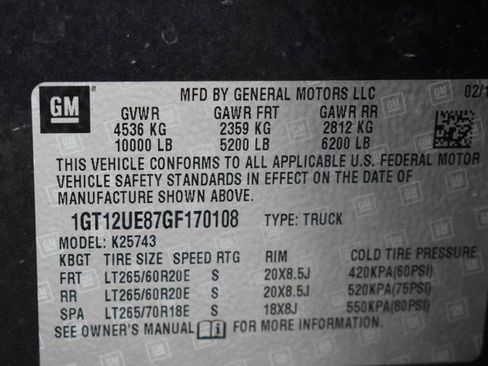 GM
MFD BY GENERAL MOTORS LLC 02/1
GVWR GAWR FRT GAWR RR
4536 KG 2359 KG 2812 KG
10000 LB 5200 LB 6200 LB
THIS VEHICLE CONFORMS TO ALL APPLICABLE U.S. FEDERAL MOTOR
VEHICLE SAFETY STANDARDS IN EFFECT ON THE DATE OF
MANUFACTURE SHOWN ABOVE.
1GT12UE87GF170108 TYPE: TRUCK
MODEL: K25743
KBGT TIRE SIZE SPEED RTG RIM COLD TIRE PRESSURE
FRT LT265/60R20E S 20X8.5J 420KPA(60PSI)
RR LT265/60R20E S 20X8.5J 520KPA(75PSI)
SPA LT265/70R18E S 18X8J 550KPA(80PSI)
SEE OWNER'S MANUAL FOR MORE INFORMATION.